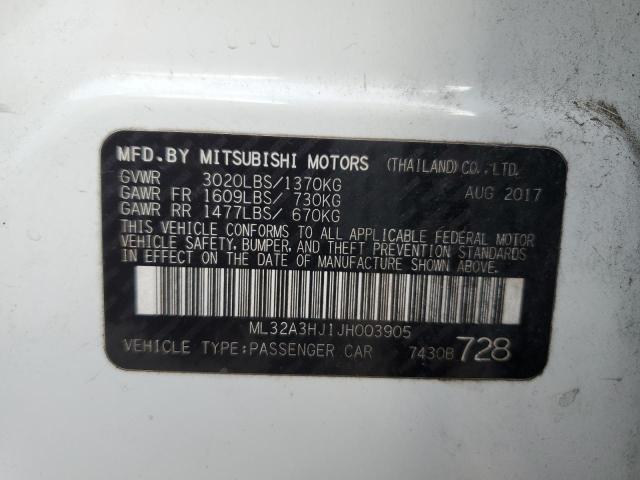 MFD.BY MITSUBISHI MOTORS (THAILAND) CO., LTD.
GVWR 3020LBS/1370KG AUG 2017
GAWR FR 1609LBS/ 730KG
GAWR RR 1477LBS/ 670KG
THIS VEHICLE CONFORMS TO ALL APPLICABLE FEDERAL MOTOR
VEHICLE SAFETY, BUMPER, AND THEFT PREVENTION STANDARDS
IN EFFECT ON THE DATE OF MANUFACTURE SHOWN ABOVE.
ML32A3HJ1JH003905
VEHICLE TYPE:PASSENGER CAR 7430B 728